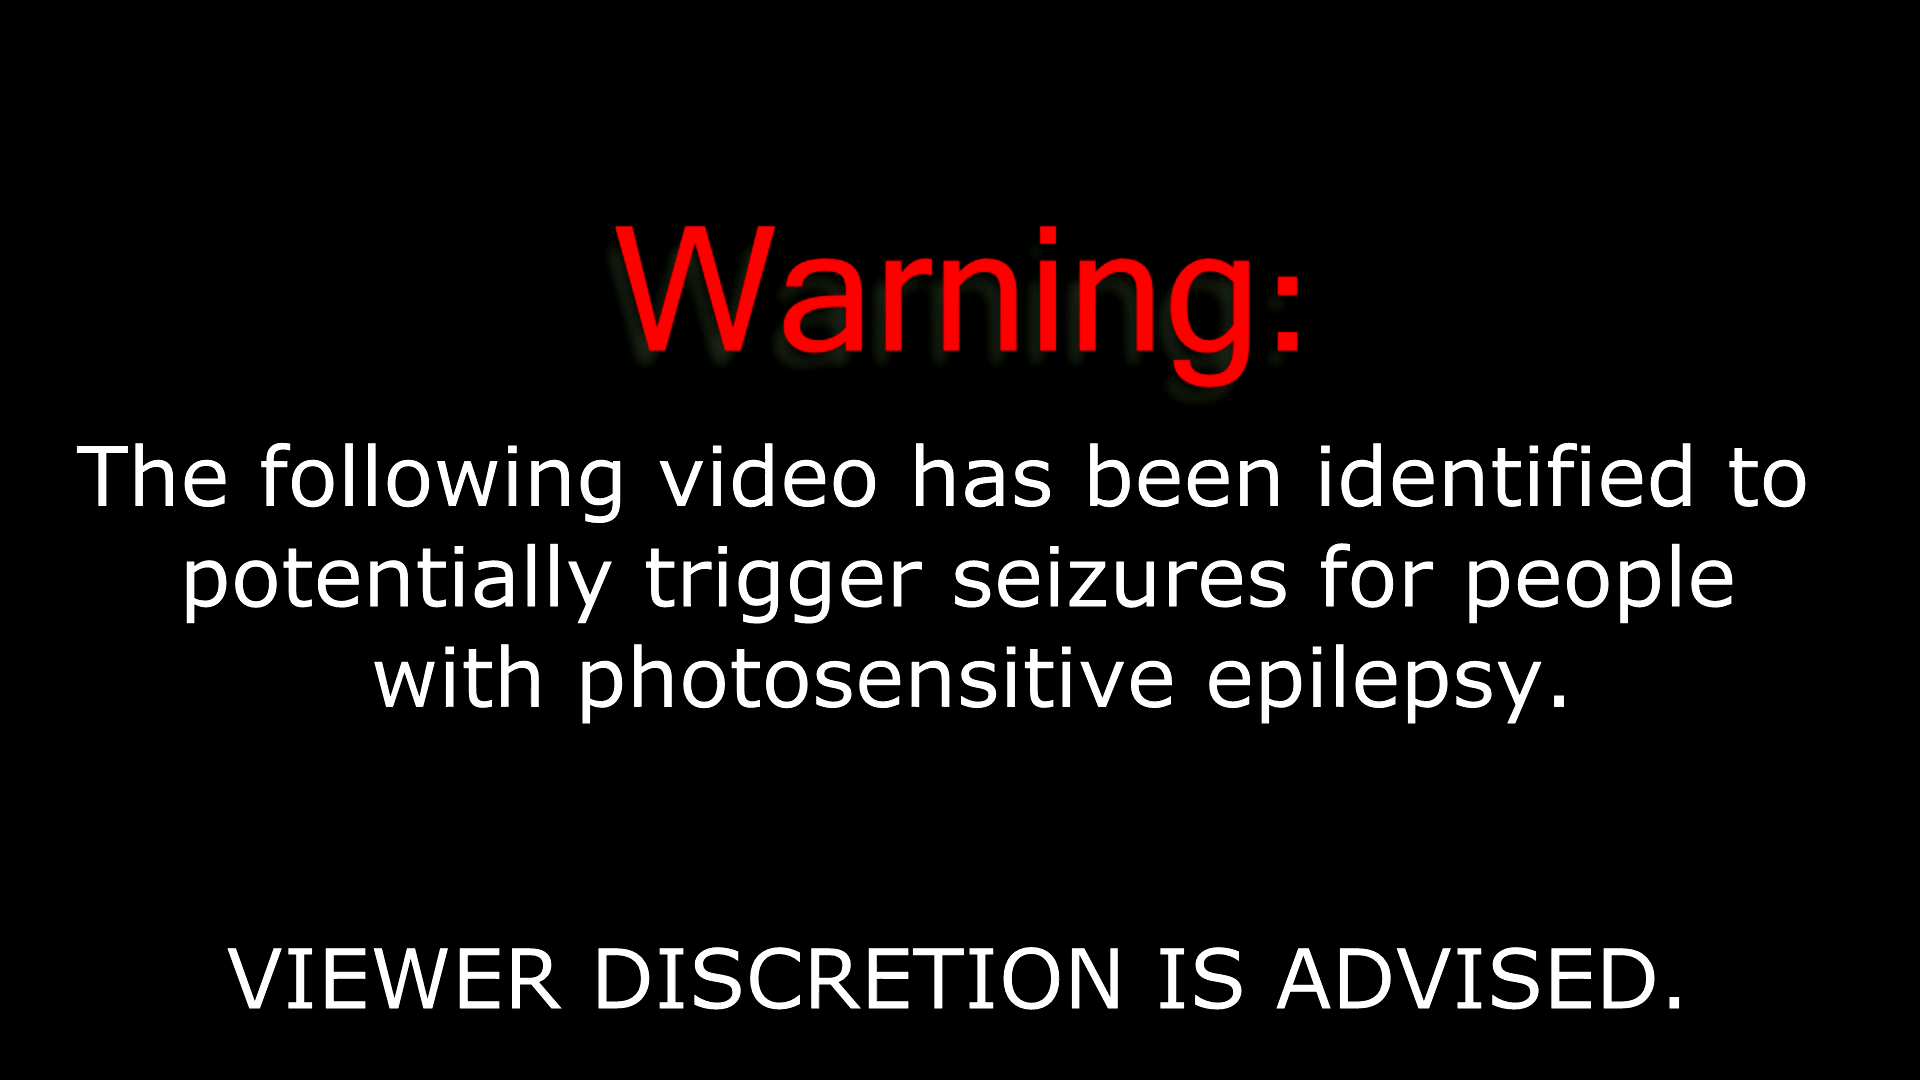 Warning:
The following video has been identified to
potentially trigger seizures for people
with photosensitive epilepsy.
VIEWER DISCRETION IS ADVISED.